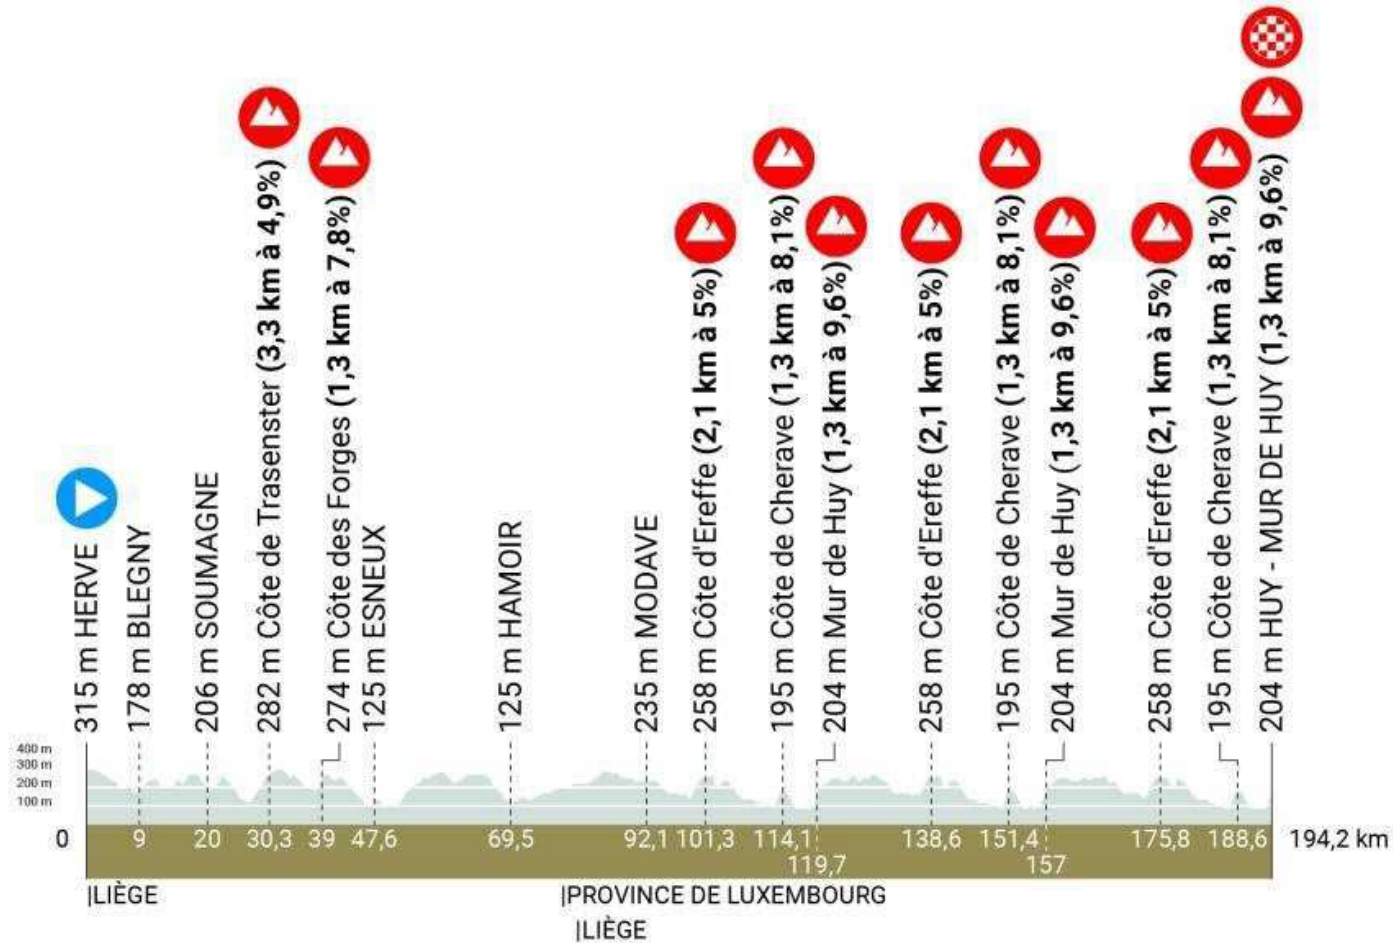 315 m HERVE
178 m BLEGNY
206 m SOUMAGNE
282 m Côte de Trasenster (3,3 km à 4,9%)
274 m Côte des Forges (1,3 km à 7,8%)
125 m ESNEUX
125 m HAMOIR
235 m MODAVE
258 m Côte d'Ereffe (2,1 km à 5%)
195 m Côte de Cherave (1,3 km à 8,1%)
204 m Mur de Huy (1,3 km à 9,6%)
258 m Côte d'Ereffe (2,1 km à 5%)
195 m Côte de Cherave (1,3 km à 8,1%)
204 m Mur de Huy (1,3 km à 9,6%)
258 m Côte d'Ereffe (2,1 km à 5%)
195 m Côte de Cherave (1,3 km à 8,1%)
204 m HUY - MUR DE HUY (1,3 km à 9,6%)
400 m
300 m
200 m
100 m
0 9 20 30,3 39 47,6 69,5 92,1 101,3 114,1 138,6 151,4 175,8 188,6 194,2 km
119,7 157
|LIÈGE |PROVINCE DE LUXEMBOURG
|LIÈGE